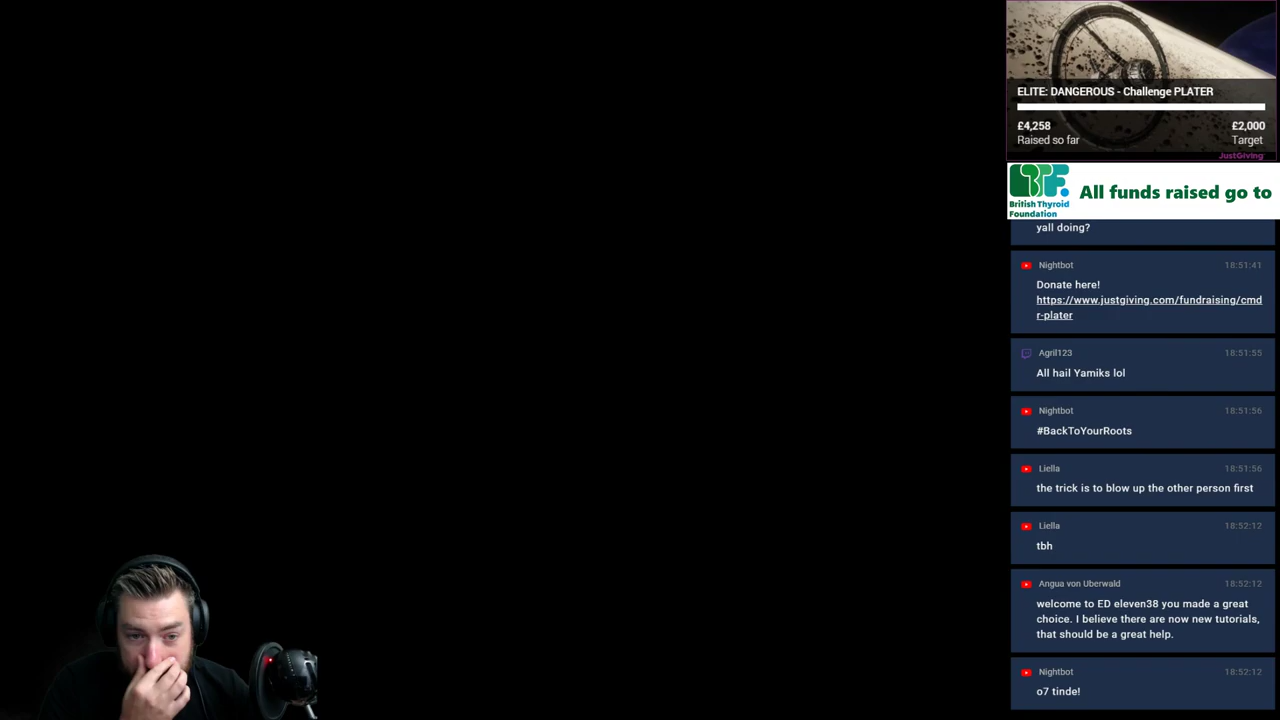 ELITE: DANGEROUS - Challenge PLATER
£4,258
£2,000
Raised so far
Target
JustGiving
BTF
British Thyroid
Foundation
All funds raised go to
yall doing?
Nightbot
18:51:41
Donate here!
https://www.justgiving.com/fundraising/cmd
r-plater
Agril123
18:51:55
All hail Yamiks lol
Nightbot
18:51:56
#BackToYourRoots
Liella
18:51:56
the trick is to blow up the other person first
Liella
18:52:12
tbh
Angua von Uberwald
18:52:12
welcome to ED eleven38 you made a great
choice. I believe there are now new tutorials,
that should be a great help.
Nightbot
18:52:12
o7 tinde!